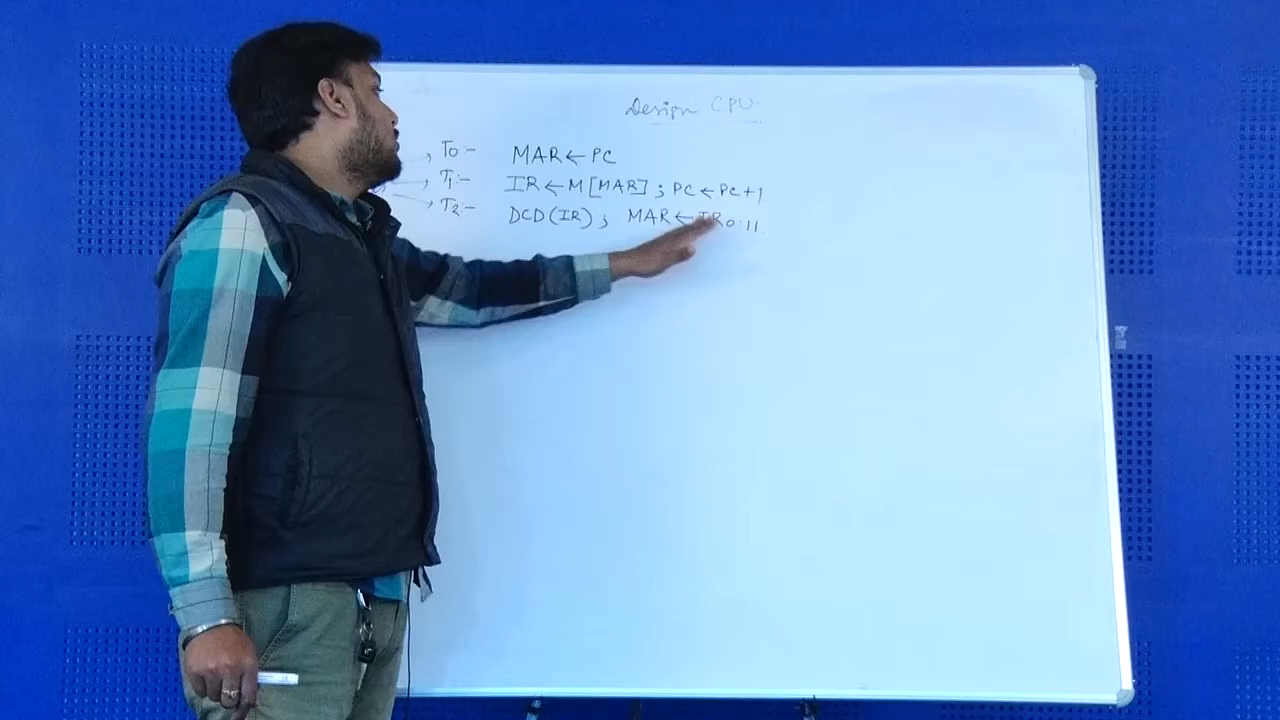 Design CPU:
T0:- MAR ← PC
T1:- IR ← M[MAR] ; PC ← PC+1
T2:- DCD(IR) ; MAR ← IR0..11